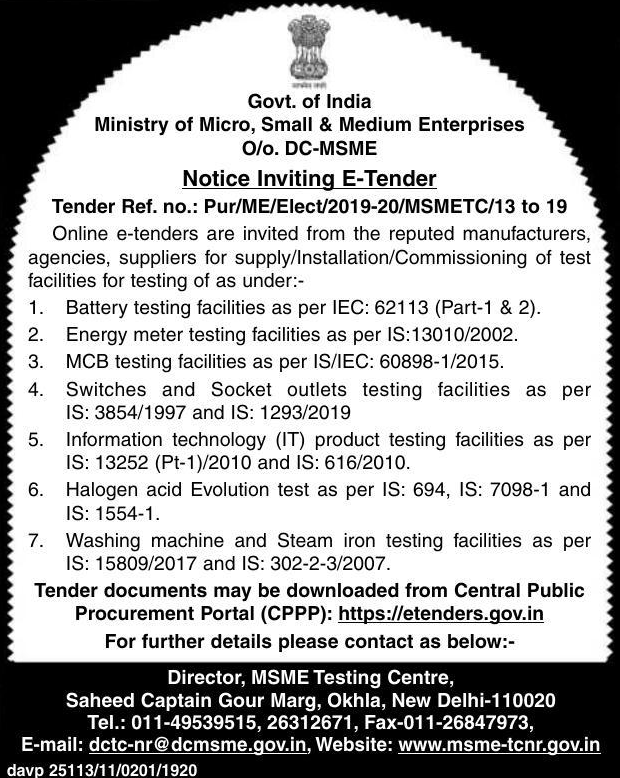 Govt. of India
Ministry of Micro, Small & Medium Enterprises
O/o. DC-MSME
Notice Inviting E-Tender
Tender Ref. no.: Pur/ME/Elect/2019-20/MSMETC/13 to 19
Online e-tenders are invited from the reputed manufacturers,
agencies, suppliers for supply/Installation/Commissioning of test
facilities for testing of as under:-
1. Battery testing facilities as per IEC: 62113 (Part-1 & 2).
2. Energy meter testing facilities as per IS:13010/2002.
3. MCB testing facilities as per IS/IEC: 60898-1/2015.
4. Switches and Socket outlets testing facilities as per
IS: 3854/1997 and IS: 1293/2019
5. Information technology (IT) product testing facilities as per
IS: 13252 (Pt-1)/2010 and IS: 616/2010.
6. Halogen acid Evolution test as per IS: 694, IS: 7098-1 and
IS: 1554-1.
7. Washing machine and Steam iron testing facilities as per
IS: 15809/2017 and IS: 302-2-3/2007.
Tender documents may be downloaded from Central Public
Procurement Portal (CPPP): https://etenders.gov.in
For further details please contact as below:-
Director, MSME Testing Centre,
Saheed Captain Gour Marg, Okhla, New Delhi-110020
Tel.: 011-49539515, 26312671, Fax-011-26847973,
E-mail: dctc-nr@dcmsme.gov.in, Website: www.msme-tcnr.gov.in
davp 25113/11/0201/1920